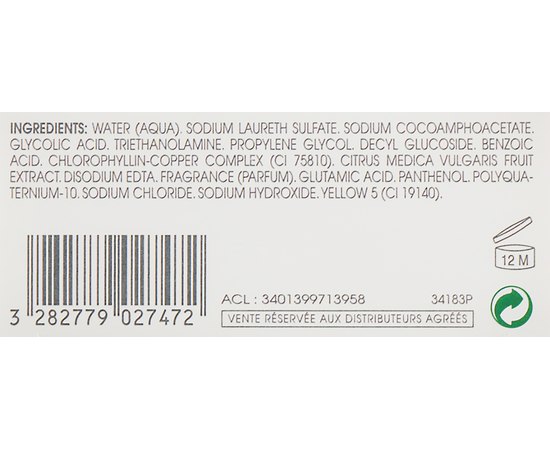 INGREDIENTS: WATER (AQUA). SODIUM LAURETH SULFATE. SODIUM COCOAMPHOACETATE.
GLYCOLIC ACID. TRIETHANOLAMINE. PROPYLENE GLYCOL. DECYL GLUCOSIDE. BENZOIC
ACID. CHLOROPHYLLIN-COPPER COMPLEX (CI 75810). CITRUS MEDICA VULGARIS FRUIT
EXTRACT. DISODIUM EDTA. FRAGRANCE (PARFUM). GLUTAMIC ACID. PANTHENOL. POLYQUA-
TERNIUM-10. SODIUM CHLORIDE. SODIUM HYDROXIDE. YELLOW 5 (CI 19140).
12 M
ACL : 3401399713958 34183P
3 282779 027472
VENTE RÉSERVÉE AUX DISTRIBUTEURS AGRÉÉS